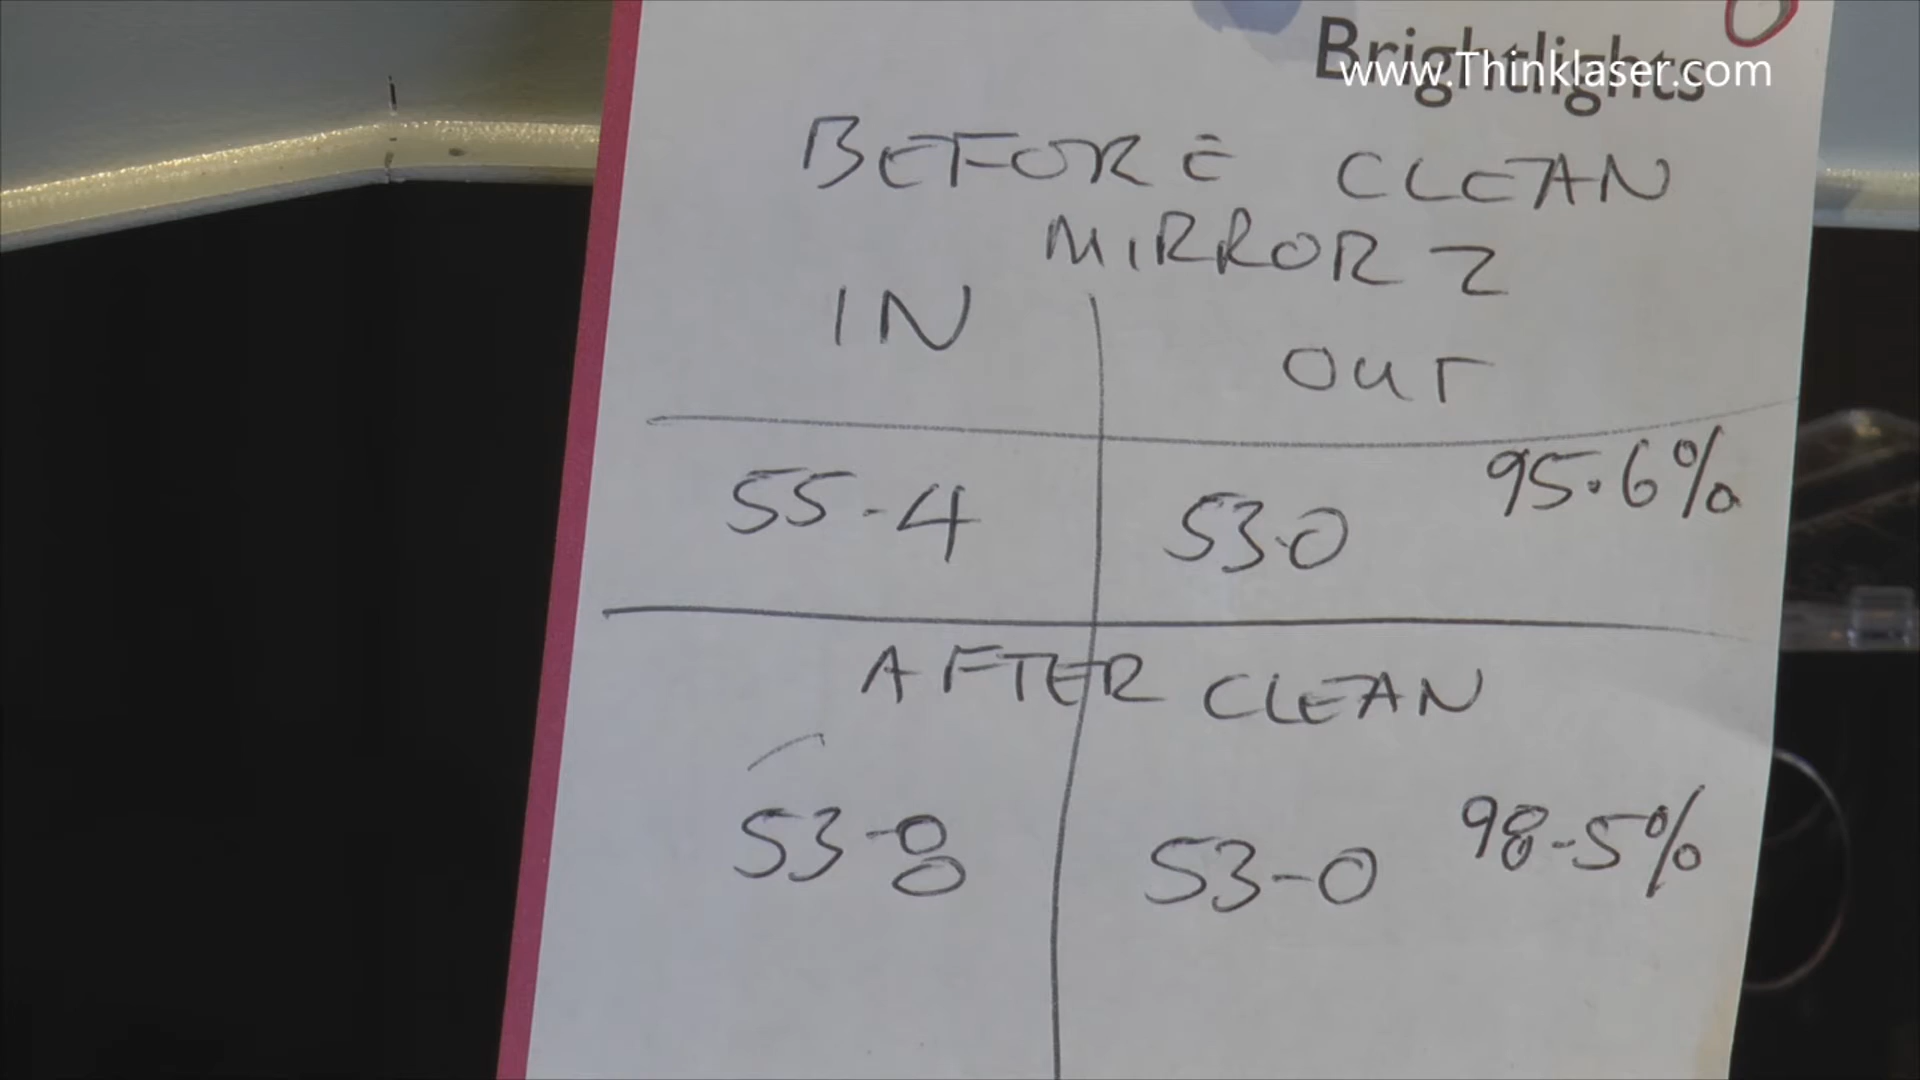 Brightlights
www.Thinklaser.com
BEFORE CLEAN
MIRROR 2
IN OUT
55-4 53.0 95.6%
AFTER CLEAN
53-8 53-0 98-5%